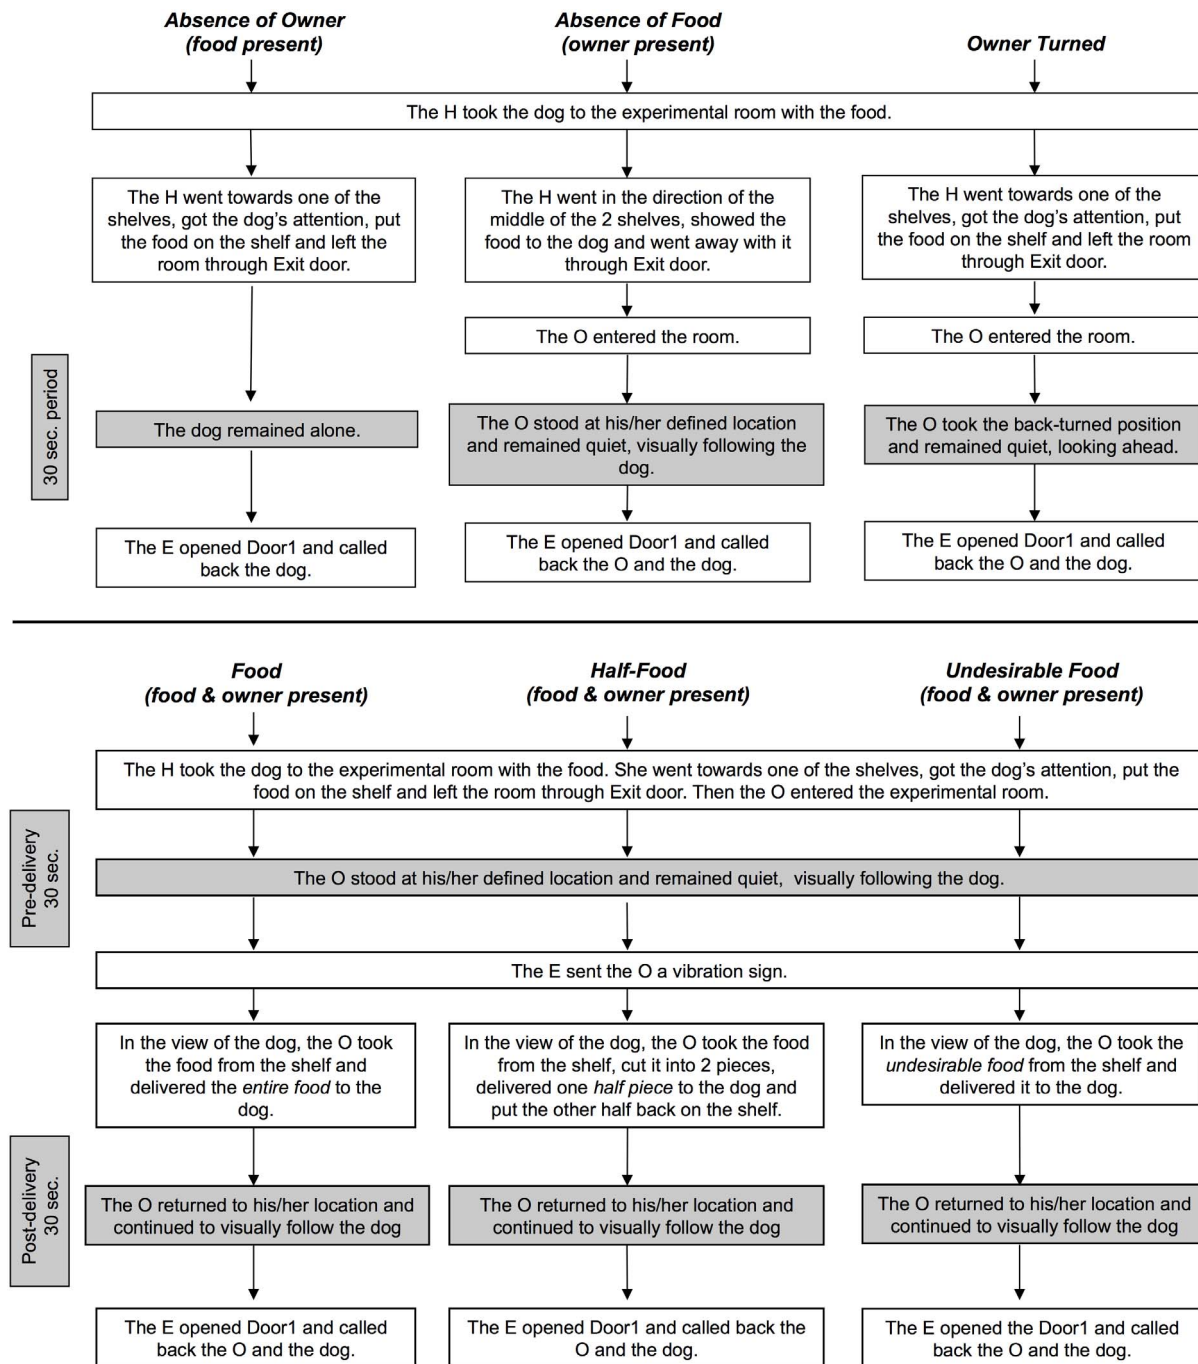 Absence of Owner
(food present)
Absence of Food
(owner present)
Owner Turned
The H took the dog to the experimental room with the food.
The H went towards one of the
shelves, got the dog's attention, put
the food on the shelf and left the
room through Exit door.
The H went in the direction of the
middle of the 2 shelves, showed the
food to the dog and went away with it
through Exit door.
The H went towards one of the
shelves, got the dog's attention, put
the food on the shelf and left the room
through Exit door.
The O entered the room.
The O entered the room.
30 sec. period
The dog remained alone.
The O stood at his/her defined location
and remained quiet, visually following the
dog.
The O took the back-turned position
and remained quiet, looking ahead.
The E opened Door1 and called
back the dog.
The E opened Door1 and called
back the O and the dog.
The E opened Door1 and called
back the O and the dog.
Food
(food & owner present)
Half-Food
(food & owner present)
Undesirable Food
(food & owner present)
The H took the dog to the experimental room with the food. She went towards one of the shelves, got the dog's attention, put the
food on the shelf and left the room through Exit door. Then the O entered the experimental room.
Pre-delivery
30 sec.
The O stood at his/her defined location and remained quiet, visually following the dog.
The E sent the O a vibration sign.
In the view of the dog, the O took
the food from the shelf and
delivered the entire food to the
dog.
In the view of the dog, the O took the food
from the shelf, cut it into 2 pieces,
delivered one half piece to the dog and
put the other half back on the shelf.
In the view of the dog, the O took the
undesirable food from the shelf and
delivered it to the dog.
Post-delivery
30 sec.
The O returned to his/her location and
continued to visually follow the dog
The O returned to his/her location and
continued to visually follow the dog
The O returned to his/her location and
continued to visually follow the dog
The E opened Door1 and called
back the O and the dog.
The E opened Door1 and called back the
O and the dog.
The E opened the Door1 and called
back the O and the dog.